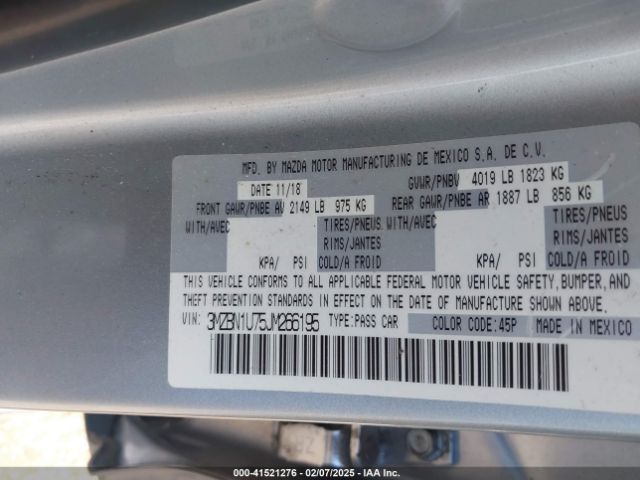 MFD. BY MAZDA MOTOR MANUFACTURING DE MEXICO S.A. DE C.V.
DATE 11/18 GVWR/PNBV 4019 LB 1823 KG
FRONT GAWR/PNBE AV 2149 LB 975 KG REAR GAWR/PNBE AR 1887 LB 856 KG
WITH/AVEC TIRES/PNEUS WITH/AVEC TIRES/PNEUS
RIMS/JANTES RIMS/JANTES
KPA/ PSI COLD/A FROID KPA/ PSI COLD/A FROID
THIS VEHICLE CONFORMS TO ALL APPLICABLE FEDERAL MOTOR VEHICLE SAFETY, BUMPER, AND
THEFT PREVENTION STANDARDS IN EFFECT ON THE DATE OF MANUFACTURE SHOWN ABOVE.
VIN: 3MZBN1U75JM266195 TYPE:PASS CAR COLOR CODE:45P MADE IN MEXICO
000-41521276 - 02/07/2025 - IAA Inc.